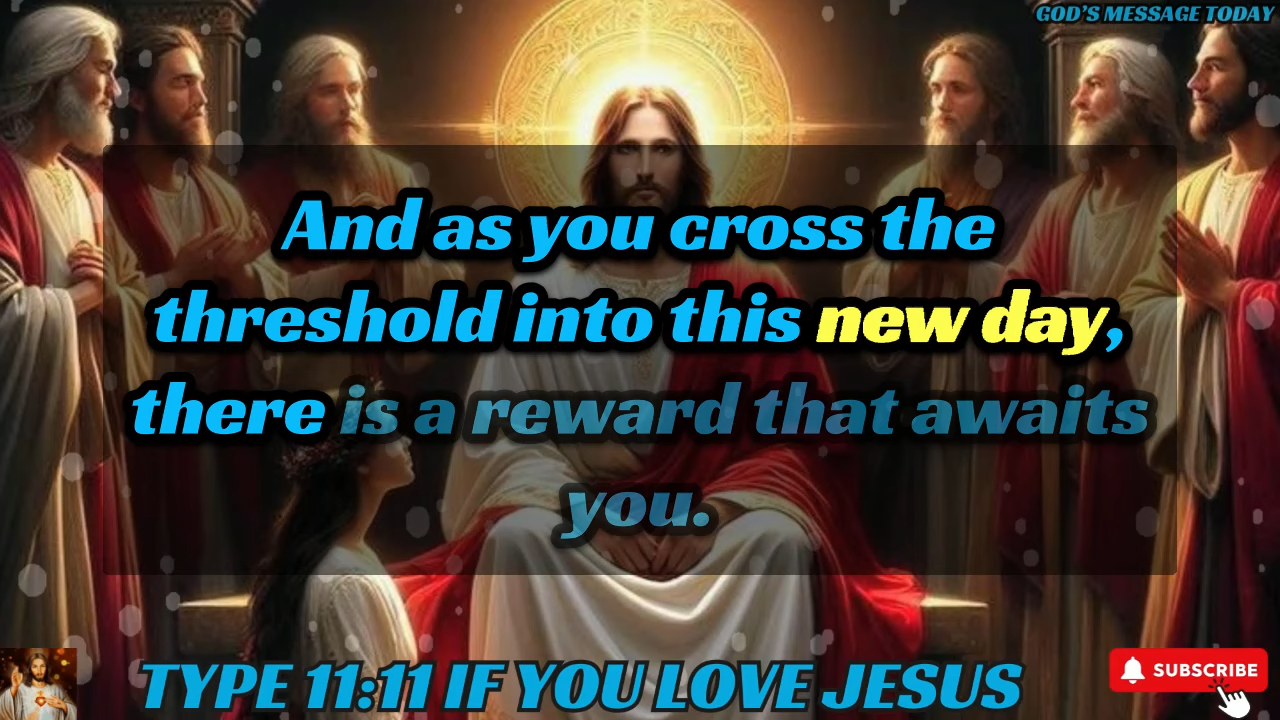 GOD'S MESSAGE TODAY
And as you cross the
threshold into this new day,
there is a reward that awaits
you.
TYPE 11:11 IF YOU LOVE JESUS
SUBSCRIBE